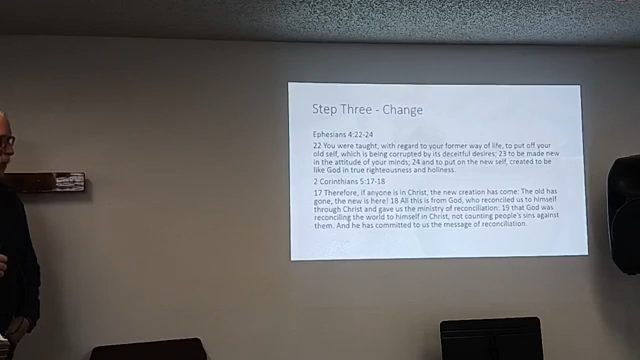 Step Three - Change
Ephesians 4:22-24
22 You were taught, with regard to your former way of life, to put off your
old self, which is being corrupted by its deceitful desires; 23 to be made new
in the attitude of your minds; 24 and to put on the new self, created to be
like God in true righteousness and holiness.
2 Corinthians 5:17-18
17 Therefore, if anyone is in Christ, the new creation has come: The old has
gone, the new is here! 18 All this is from God, who reconciled us to himself
through Christ and gave us the ministry of reconciliation: 19 that God was
reconciling the world to himself in Christ, not counting people's sins against
them. And he has committed to us the message of reconciliation.